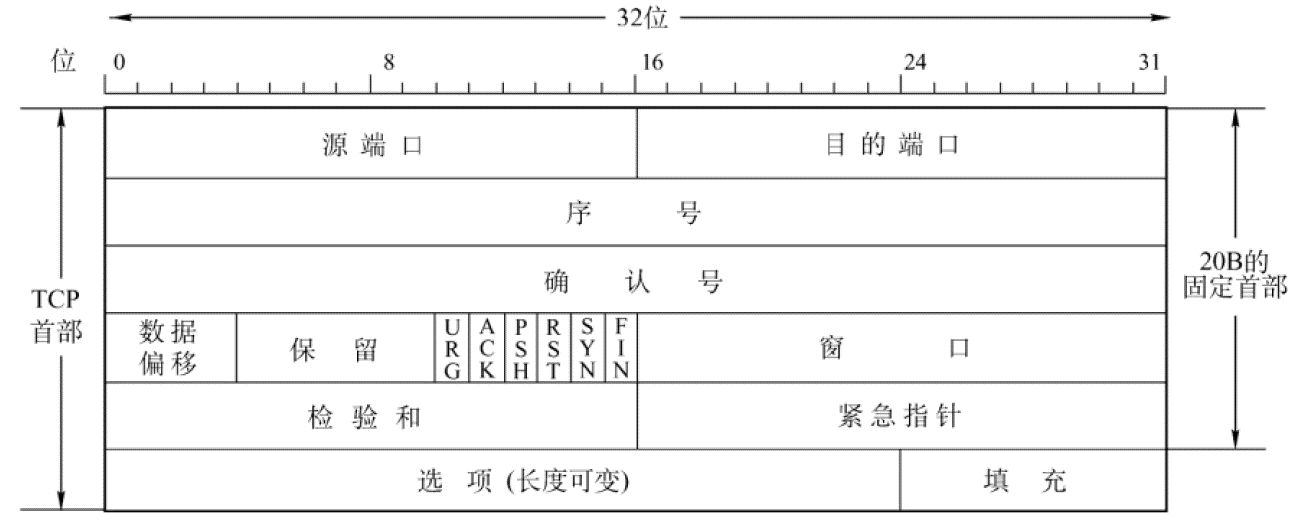 32位
位 0 8 16 24 31
源端口 目的端口
序号
确认号
TCP
首部
20B的
固定首部
数据
偏移
保留
URG
ACK
PSH
RST
SYN
FIN
窗口
检验和 紧急指针
选项(长度可变) 填充